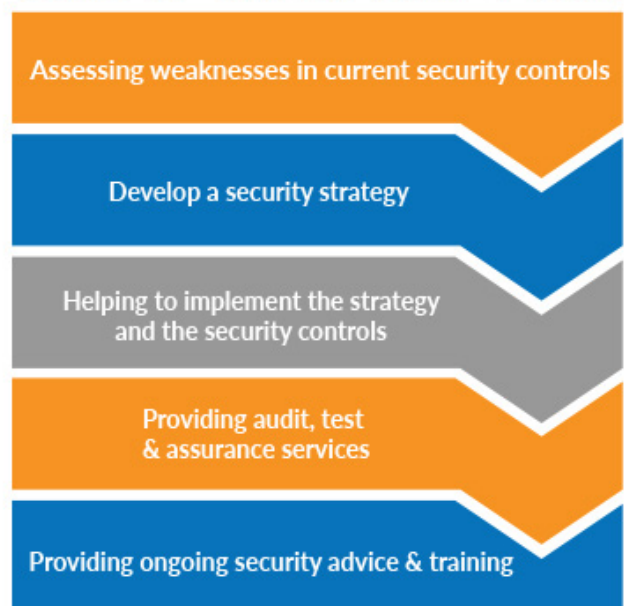 Assessing weaknesses in current security controls
Develop a security strategy
Helping to implement the strategy
and the security controls
Providing audit, test
& assurance services
Providing ongoing security advice & training